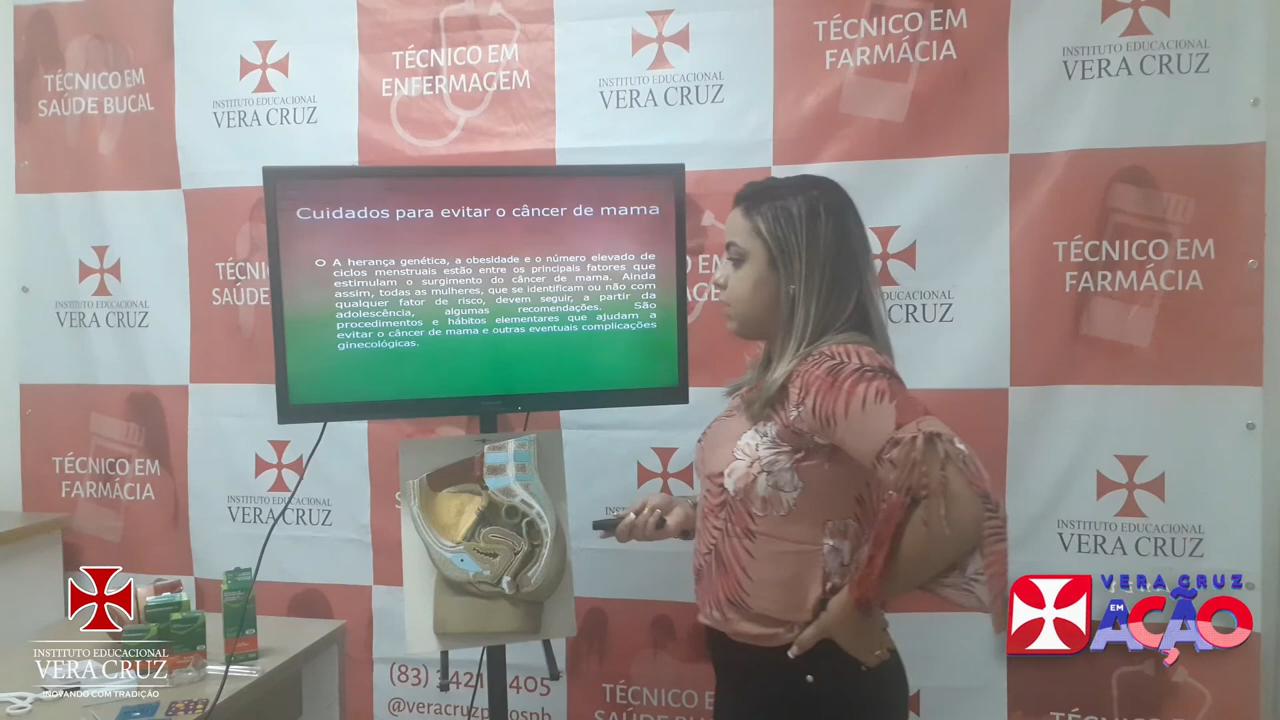 TÉCNICO EM
SAÚDE BUCAL
INSTITUTO EDUCACIONAL
VERA CRUZ
TÉCNICO EM
ENFERMAGEM
INSTITUTO EDUCACIONAL
VERA CRUZ
TÉCNICO EM
FARMÁCIA
INSTITUTO EDUCACIONAL
VERA CRUZ
Cuidados para evitar o câncer de mama
A herança genética, a obesidade e o número elevado de
ciclos menstruais estão entre os principais fatores que
estimulam o surgimento do câncer de mama. Ainda
assim, todas as mulheres, que se identificam ou não com
qualquer fator de risco, devem seguir, a partir da
adolescência, algumas recomendações. São
procedimentos e hábitos elementares que ajudam a
evitar o câncer de mama e outras eventuais complicações
ginecológicas.
INSTITUTO EDUCACIONAL
VERA CRUZ
TÉCNICO EM
FARMÁCIA
TÉCNICO EM
FARMÁCIA
INSTITUTO EDUCACIONAL
VERA CRUZ
INSTITUTO EDUCACIONAL
VERA CRUZ
VERA CRUZ
EM
AÇÃO
INSTITUTO EDUCACIONAL
VERA CRUZ
INOVANDO COM TRADIÇÃO
(83)
405
TÉCNICO EM
SAÚDE BUCAL